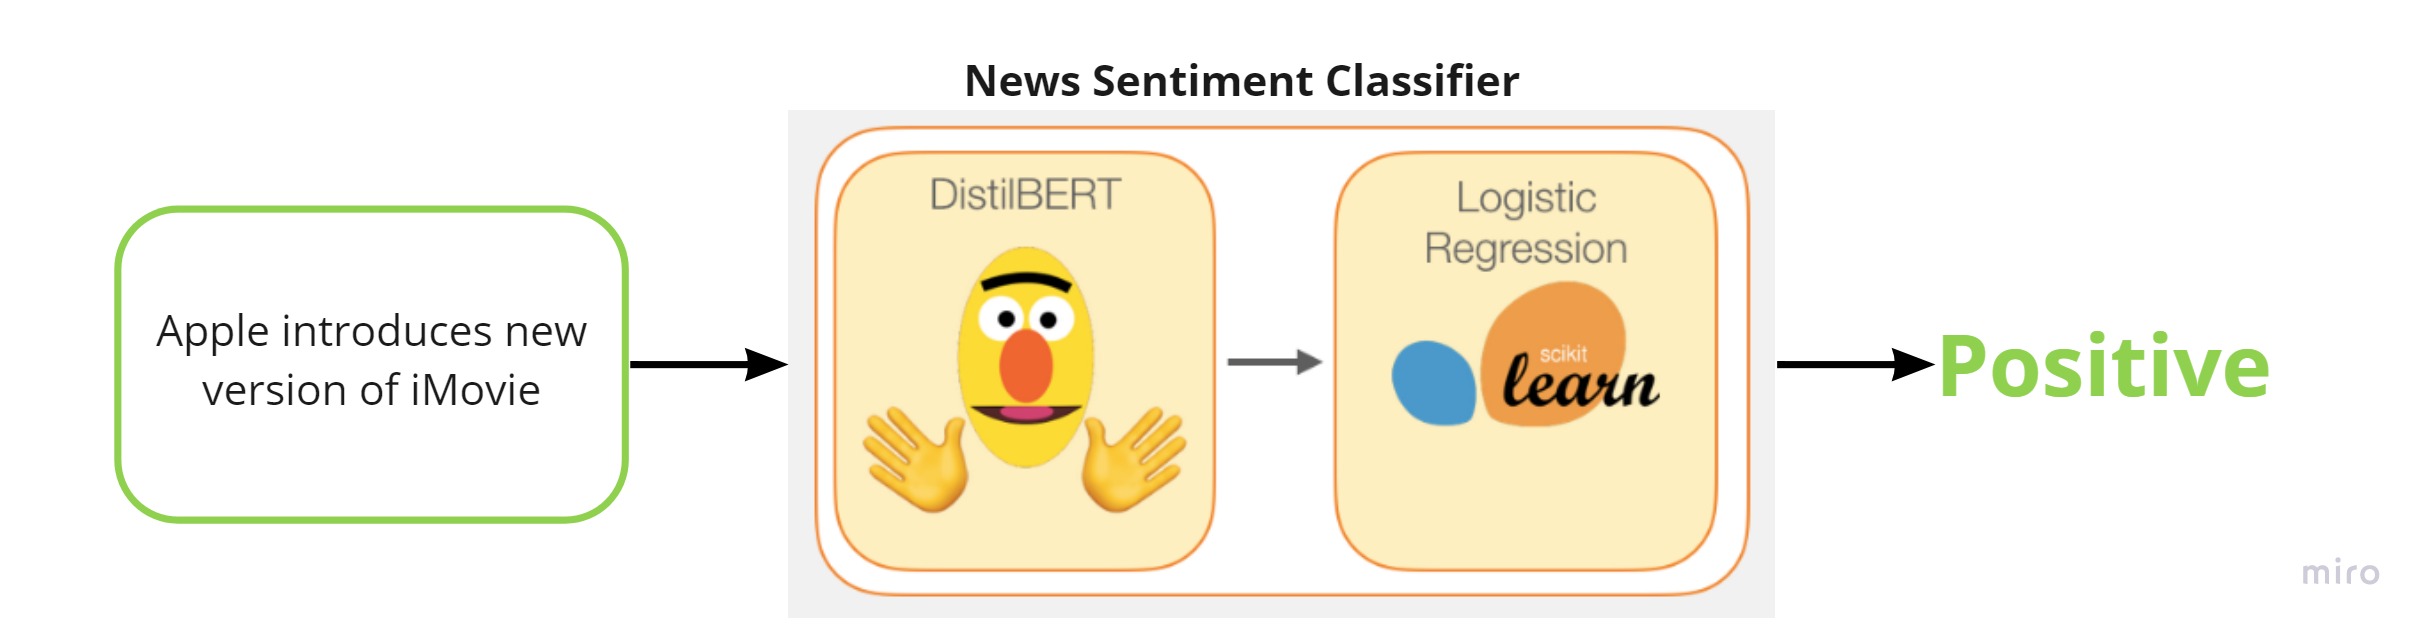 News Sentiment Classifier
Apple introduces new
version of iMovie
DistilBERT
Logistic
Regression
scikit
learn
Positive
miro